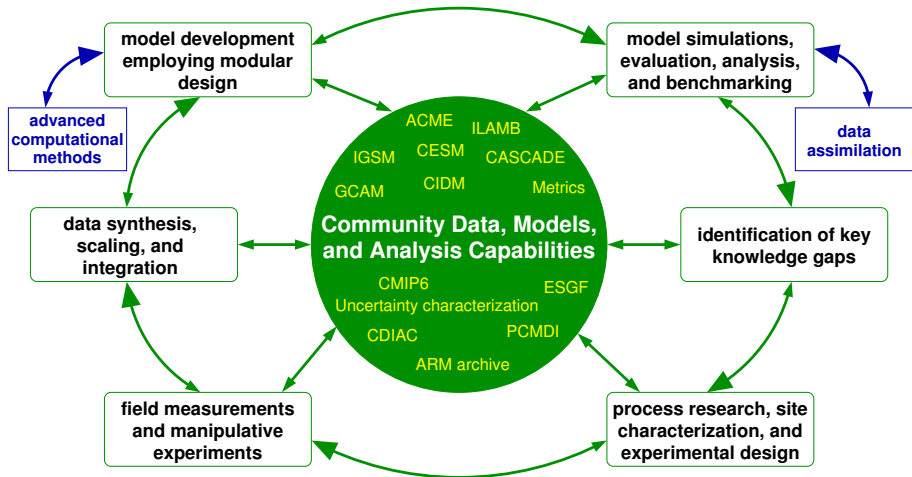 model development
employing modular
design
model simulations,
evaluation, analysis,
and benchmarking
advanced
computational
methods
data
assimilation
ACME
ILAMB
IGSM
CESM
CASCADE
GCAM
CIDM
Metrics
data synthesis,
scaling, and
integration
Community Data, Models,
and Analysis Capabilities
identification of key
knowledge gaps
CMIP6
ESGF
Uncertainty characterization
CDIAC
PCMDI
ARM archive
field measurements
and manipulative
experiments
process research, site
characterization, and
experimental design